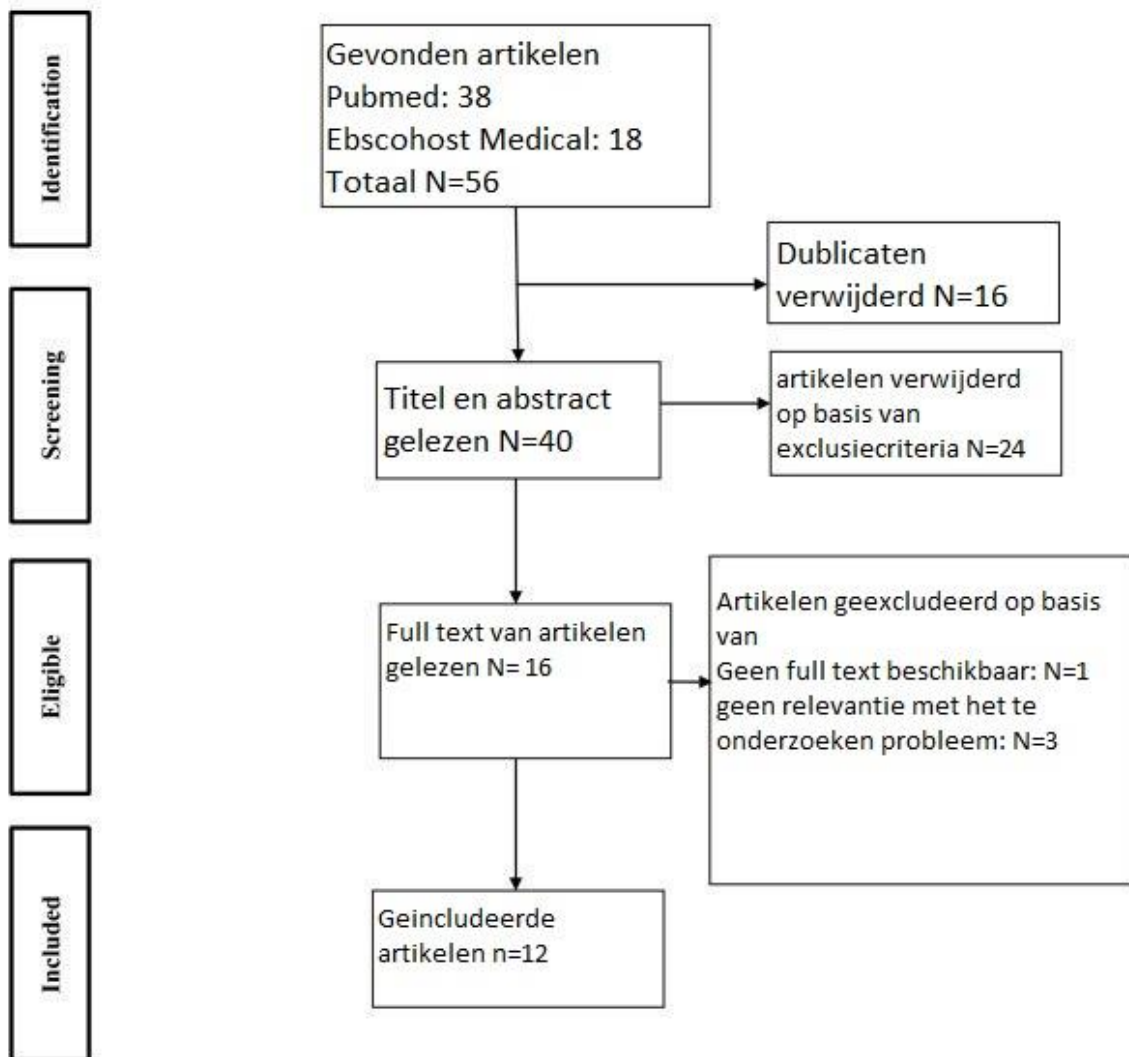 Identification
Gevonden artikelen
Pubmed: 38
Ebscohost Medical: 18
Totaal N=56
Dublicaten
verwijderd N=16
Screening
Titel en abstract
gelezen N=40
artikelen verwijderd
op basis van
exclusiecriteria N=24
Eligible
Full text van artikelen
gelezen N= 16
Artikelen geexcludeerd op basis
van
Geen full text beschikbaar: N=1
geen relevantie met het te
onderzoeken probleem: N=3
Included
Geincludeerde
artikelen n=12